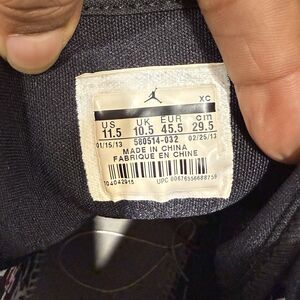 XC
US UK EUR cm
11.5 10.5 45.5 29.5
01/15/13 580514-032 02/25/13
MADE IN CHINA
FABRIQUE EN CHINE
UPC 00676556688759